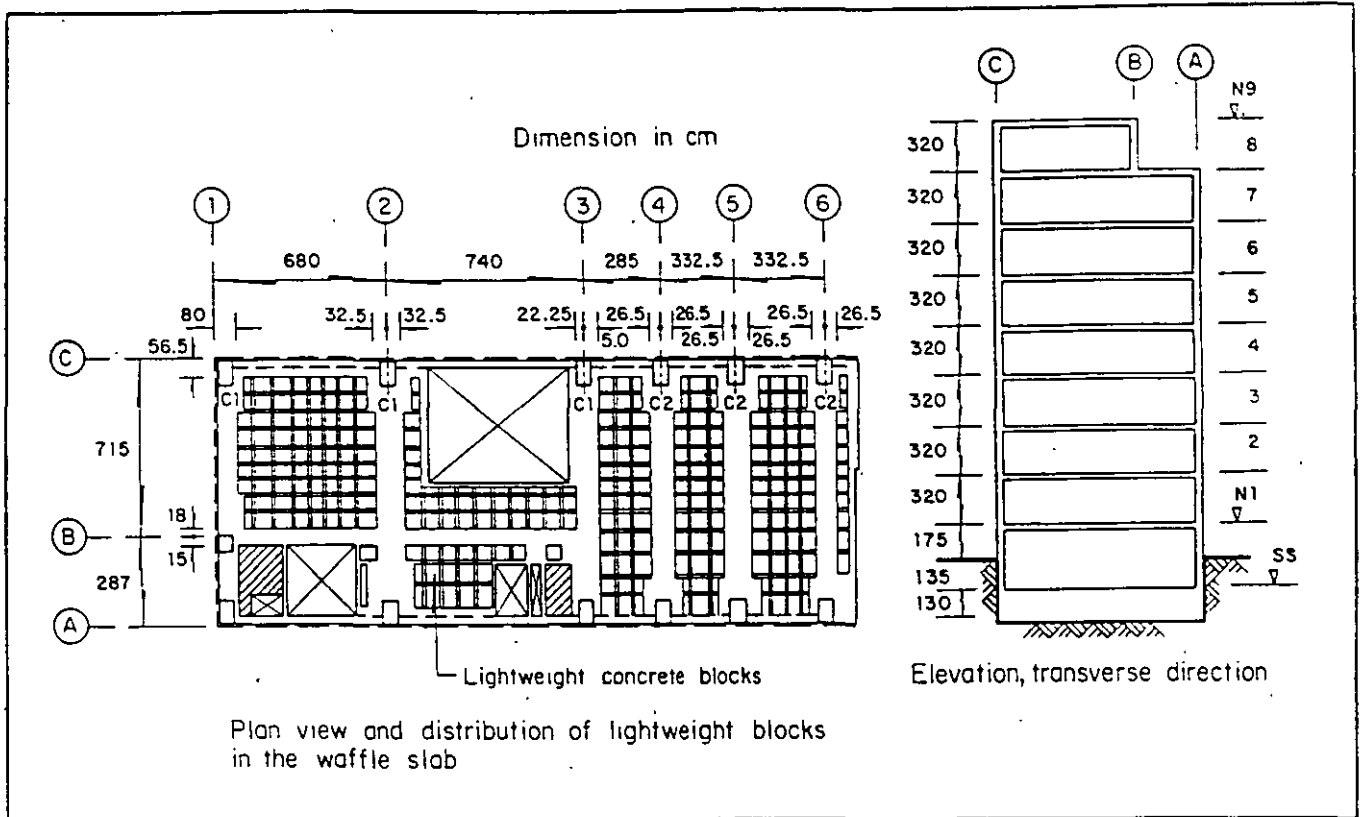 Dimension in cm
1 2 3 4 5 6
680 740 285 332.5 332.5
80 32.5 32.5 22.25 26.5 26.5 26.5 26.5
5.0 26.5 26.5
56.5
C
C1 C1 C1 C2 C2 C2
715
18
B
15
287
A
Lightweight concrete blocks
Plan view and distribution of lightweight blocks
in the waffle slab
C B A
N9
320 8
320 7
320 6
320 5
320 4
320 3
320 2
320 N1
175
SS
135
130
Elevation, transverse direction